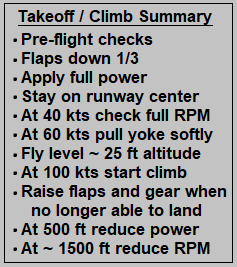 Takeoff / Climb Summary
• Pre-flight checks
• Flaps down 1/3
• Apply full power
• Stay on runway center
• At 40 kts check full RPM
• At 60 kts pull yoke softly
• Fly level ~ 25 ft altitude
• At 100 kts start climb
• Raise flaps and gear when
no longer able to land
• At 500 ft reduce power
• At ~ 1500 ft reduce RPM